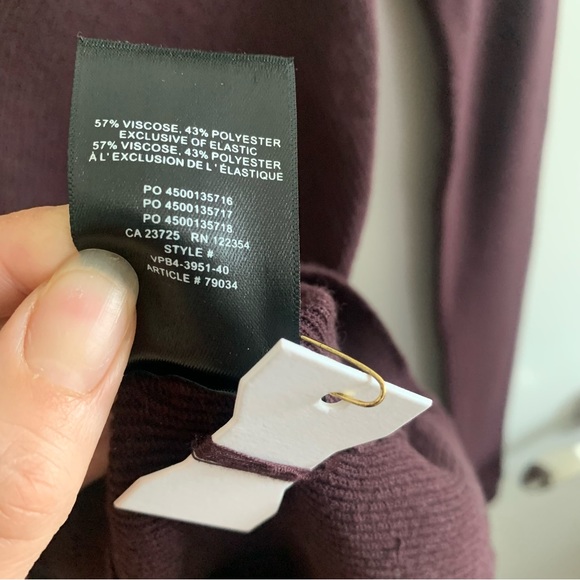 57% VISCOSE, 43% POLYESTER
EXCLUSIVE OF ELASTIC
57% VISCOSE, 43% POLYESTER
À L'EXCLUSION DE L'ÉLASTIQUE
PO 4500135716
PO 4500135717
PO 4500135718
CA 23725 RN 122354
STYLE #
VPB4-3951-40
ARTICLE # 79034